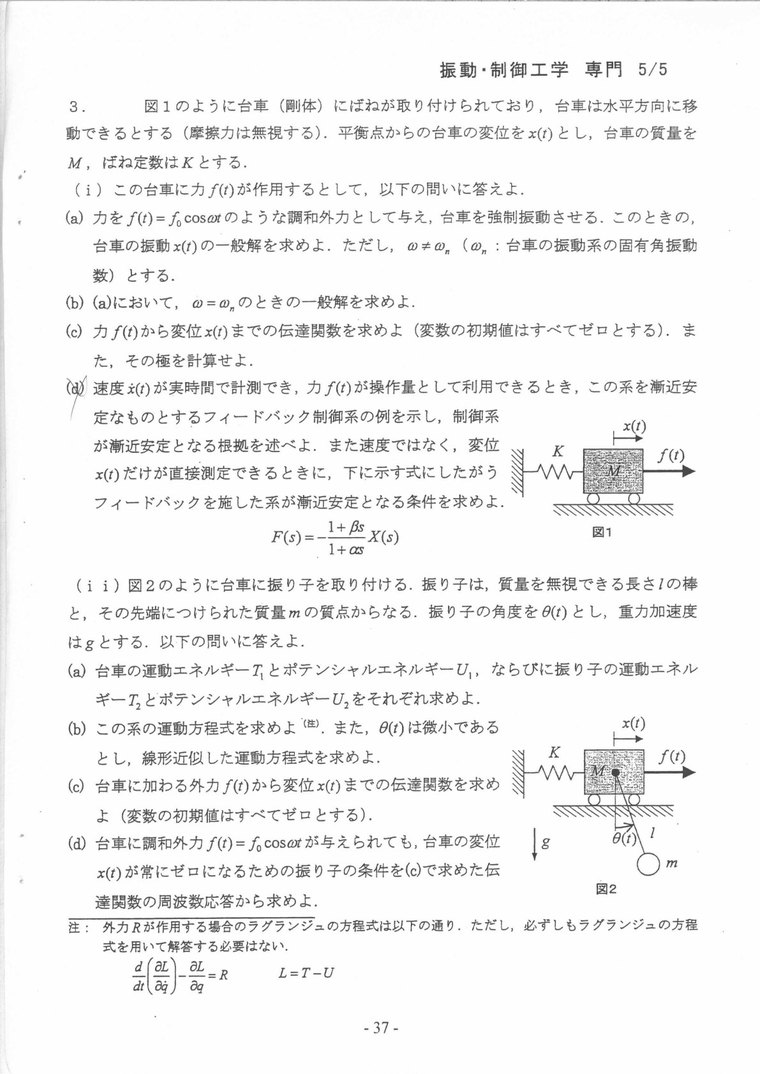 振動・制御工学 専門 5/5
3. 図1のように台車（剛体）にばねが取り付けられており，台車は水平方向に移
動できるとする（摩擦力は無視する）．平衡点からの台車の変位をx(t)とし，台車の質量を
M，ばね定数はKとする．
（ｉ）この台車に力f(t)が作用するとして，以下の問いに答えよ．
(a) 力をf(t)=f₀cosωtのような調和外力として与え，台車を強制振動させる．このときの，
台車の振動x(t)の一般解を求めよ．ただし，ω≠ωₙ（ωₙ：台車の振動系の固有角振動
数）とする．
(b) (a)において，ω=ωₙのときの一般解を求めよ．
(c) 力f(t)から変位x(t)までの伝達関数を求めよ（変数の初期値はすべてゼロとする）．ま
た，その極を計算せよ．
(d) 速度ẋ(t)が実時間で計測でき，力f(t)が操作量として利用できるとき，この系を漸近安
定なものとするフィードバック制御系の例を示し，制御系
が漸近安定となる根拠を述べよ．また速度ではなく，変位
x(t)だけが直接測定できるときに，下に示す式にしたがう
フィードバックを施した系が漸近安定となる条件を求めよ．
F(s)=-(1+βs)/(1+αs) X(s)
x(t)
K
f(t)
M
図1
（ｉｉ）図2のように台車に振り子を取り付ける．振り子は，質量を無視できる長さlの棒
と，その先端につけられた質量mの質点からなる．振り子の角度をθ(t)とし，重力加速度
はgとする．以下の問いに答えよ．
(a) 台車の運動エネルギーT₁とポテンシャルエネルギーU₁，ならびに振り子の運動エネル
ギーT₂とポテンシャルエネルギーU₂をそれぞれ求めよ．
(b) この系の運動方程式を求めよ（注）．また，θ(t)は微小である
とし，線形近似した運動方程式を求めよ．
(c) 台車に加わる外力f(t)から変位x(t)までの伝達関数を求め
よ（変数の初期値はすべてゼロとする）．
(d) 台車に調和外力f(t)=f₀cosωtが与えられても，台車の変位
x(t)が常にゼロになるための振り子の条件を(c)で求めた伝
達関数の周波数応答から求めよ．
x(t)
K
f(t)
M
g
θ(t)
l
m
図2
注： 外力Rが作用する場合のラグランジュの方程式は以下の通り．ただし，必ずしもラグランジュの方程
式を用いて解答する必要はない．
d/dt(∂L/∂q̇)-∂L/∂q=R L=T-U
- 37 -